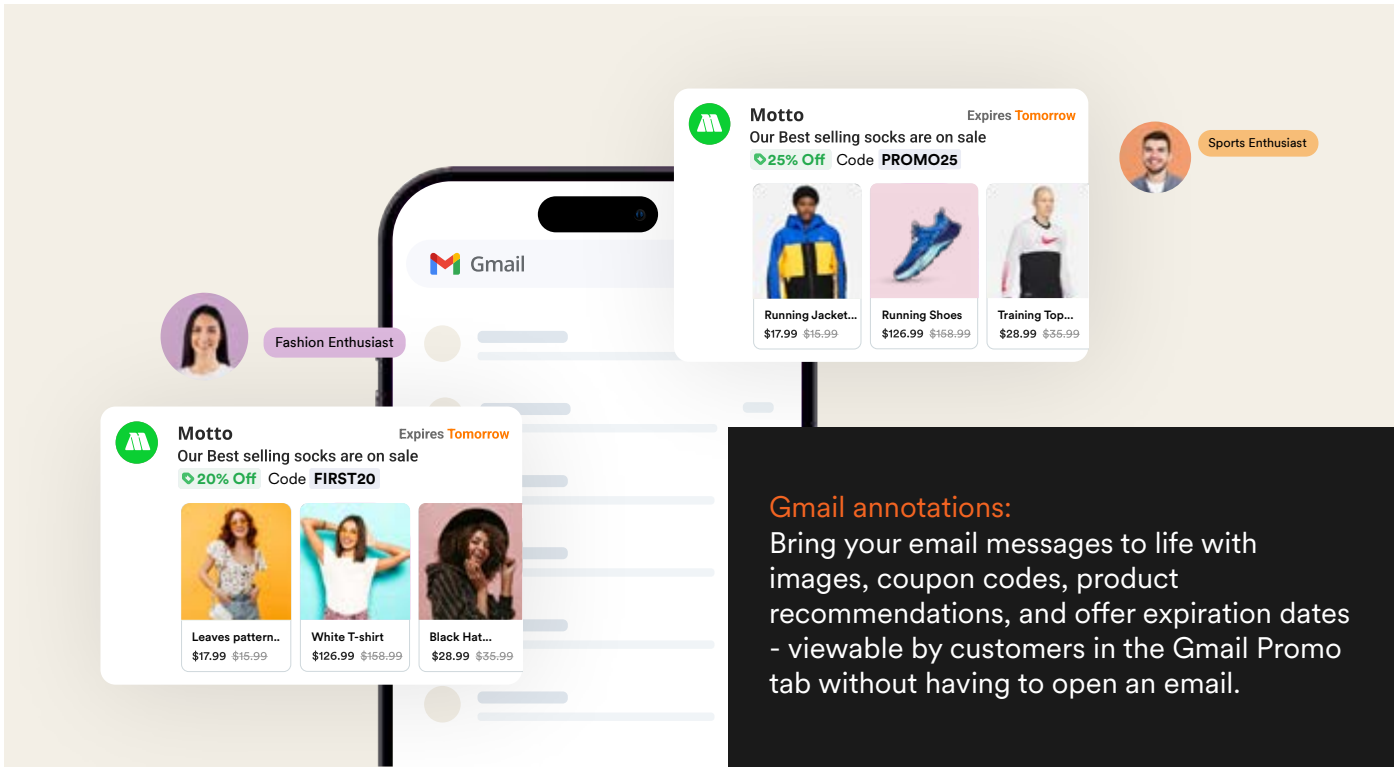 Motto
Expires Tomorrow
Our Best selling socks are on sale
25% Off Code PROMO25
Running Jacket...
$17.99 $15.99
Running Shoes
$126.99 $158.99
Training Top...
$28.99 $35.99
Sports Enthusiast
Gmail
Fashion Enthusiast
Motto
Expires Tomorrow
Our Best selling socks are on sale
20% Off Code FIRST20
Leaves pattern..
$17.99 $15.99
White T-shirt
$126.99 $158.99
Black Hat...
$28.99 $35.99
Gmail annotations:
Bring your email messages to life with
images, coupon codes, product
recommendations, and offer expiration dates
- viewable by customers in the Gmail Promo
tab without having to open an email.